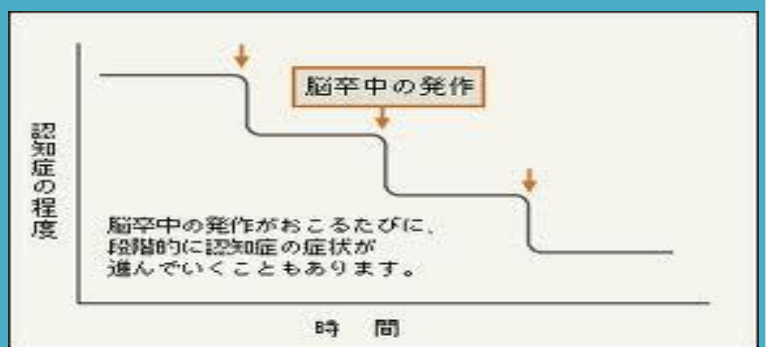 脳卒中の発作
認知症の程度
脳卒中の発作がおこるたびに、
段階的に認知症の症状が
進んでいくこともあります。
時 間